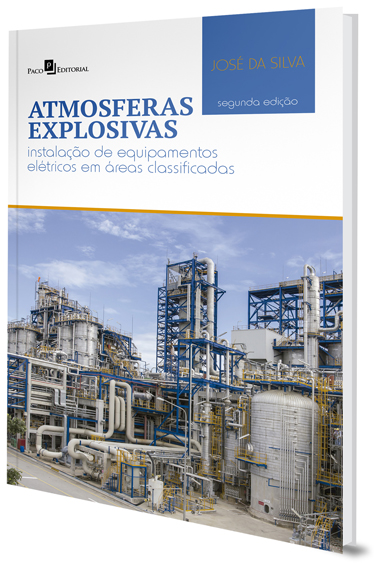 PACO EDITORIAL
JOSÉ DA SILVA
segunda edição
ATMOSFERAS
EXPLOSIVAS
instalação de equipamentos
elétricos em áreas classificadas